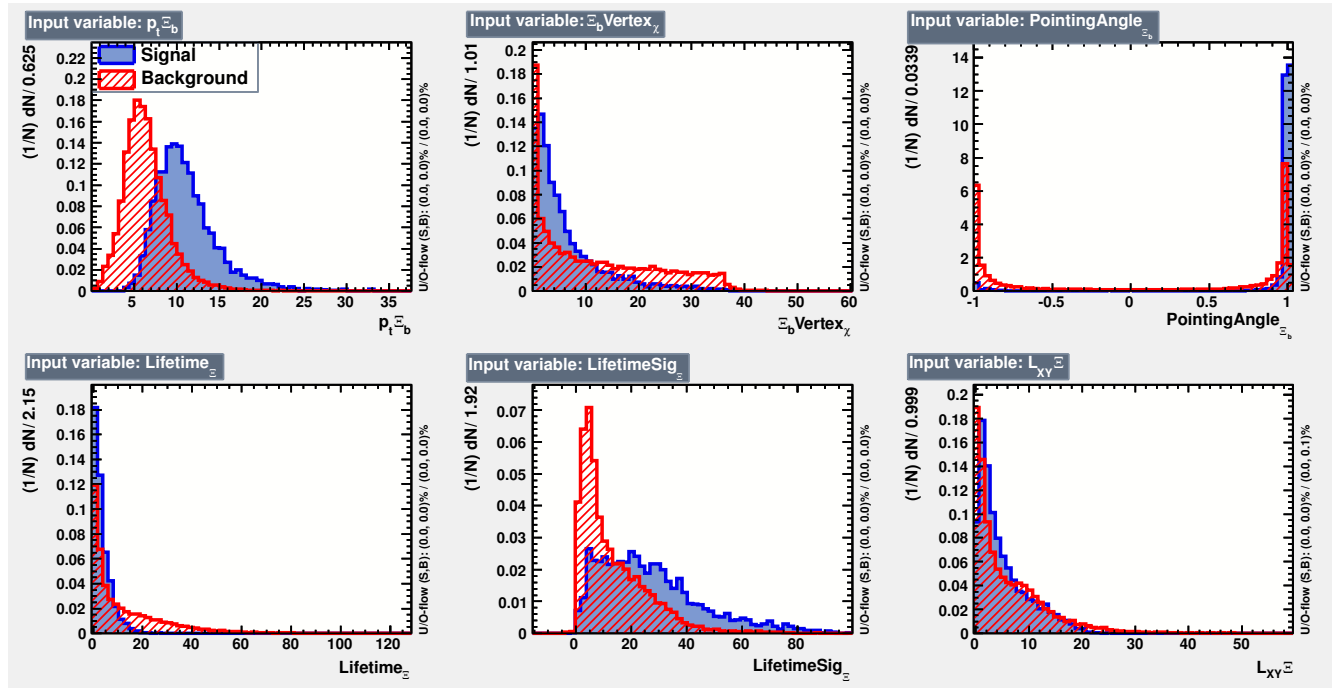 Input variable: p_t Ξ_b
(1/N) dN/ 0.625
Signal
Background
0.22
0.2
0.18
0.16
0.14
0.12
0.1
0.08
0.06
0.04
0.02
0
5 10 15 20 25 30 35
p_t Ξ_b
U/O-flow (S,B): (0.0, 0.0)% / (0.0, 0.0)%
Input variable: Ξ_b Vertex_χ
(1/N) dN/ 1.01
0.2
0.18
0.16
0.14
0.12
0.1
0.08
0.06
0.04
0.02
0
10 20 30 40 50 60
Ξ_b Vertex_χ
U/O-flow (S,B): (0.0, 0.0)% / (0.0, 0.0)%
Input variable: PointingAngle_Ξ_b
(1/N) dN/ 0.0339
14
12
10
8
6
4
2
0
-1 -0.5 0 0.5 1
PointingAngle_Ξ_b
U/O-flow (S,B): (0.0, 0.0)% / (0.0, 0.0)%
Input variable: Lifetime_Ξ
(1/N) dN/ 2.15
0.18
0.16
0.14
0.12
0.1
0.08
0.06
0.04
0.02
0
0 20 40 60 80 100 120
Lifetime_Ξ
U/O-flow (S,B): (0.0, 0.0)% / (0.0, 0.0)%
Input variable: LifetimeSig_Ξ
(1/N) dN/ 1.92
0.07
0.06
0.05
0.04
0.03
0.02
0.01
0
0 20 40 60 80
LifetimeSig_Ξ
U/O-flow (S,B): (0.0, 0.0)% / (0.0, 0.0)%
Input variable: L_XY Ξ
(1/N) dN/ 0.999
0.2
0.18
0.16
0.14
0.12
0.1
0.08
0.06
0.04
0.02
0
0 10 20 30 40 50
L_XY Ξ
U/O-flow (S,B): (0.0, 0.0)% / (0.0, 0.1)%